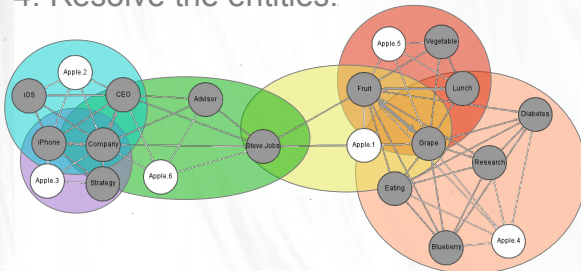 4. Resolve the entities.
Apple.5
Vegetable
Apple.2
iOS
CEO
Advisor
Fruit
Lunch
Diabetes
iPhone
Company
Steve Jobs
Apple.1
Grape
Research
Apple.3
Strategy
Apple.6
Eating
Blueberry
Apple.4